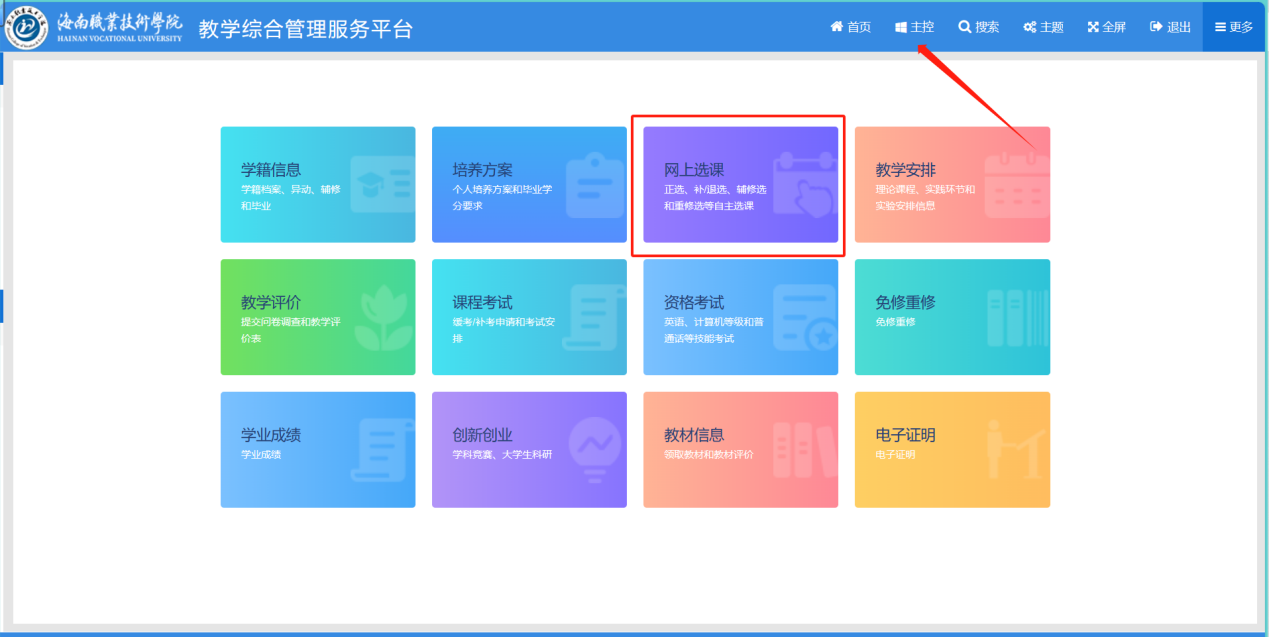 海南職業技術學院
HAINAN VOCATIONAL UNIVERSITY
教学综合管理服务平台
首页 主控 搜索 主题 全屏 退出 更多
学籍信息
学籍档案、异动、辅修
和毕业
培养方案
个人培养方案和毕业学
分要求
网上选课
正选、补/退选、辅修选
和重修选等自主选课
教学安排
理论课程、实践环节和
实验安排信息
教学评价
提交问卷调查和教学评
价表
课程考试
缓考/补考申请和考试安
排
资格考试
英语、计算机等级和普
通话等技能考试
免修重修
免修重修
学业成绩
学业成绩
创新创业
学科竞赛、大学生科研
教材信息
领取教材和教材评价
电子证明
电子证明